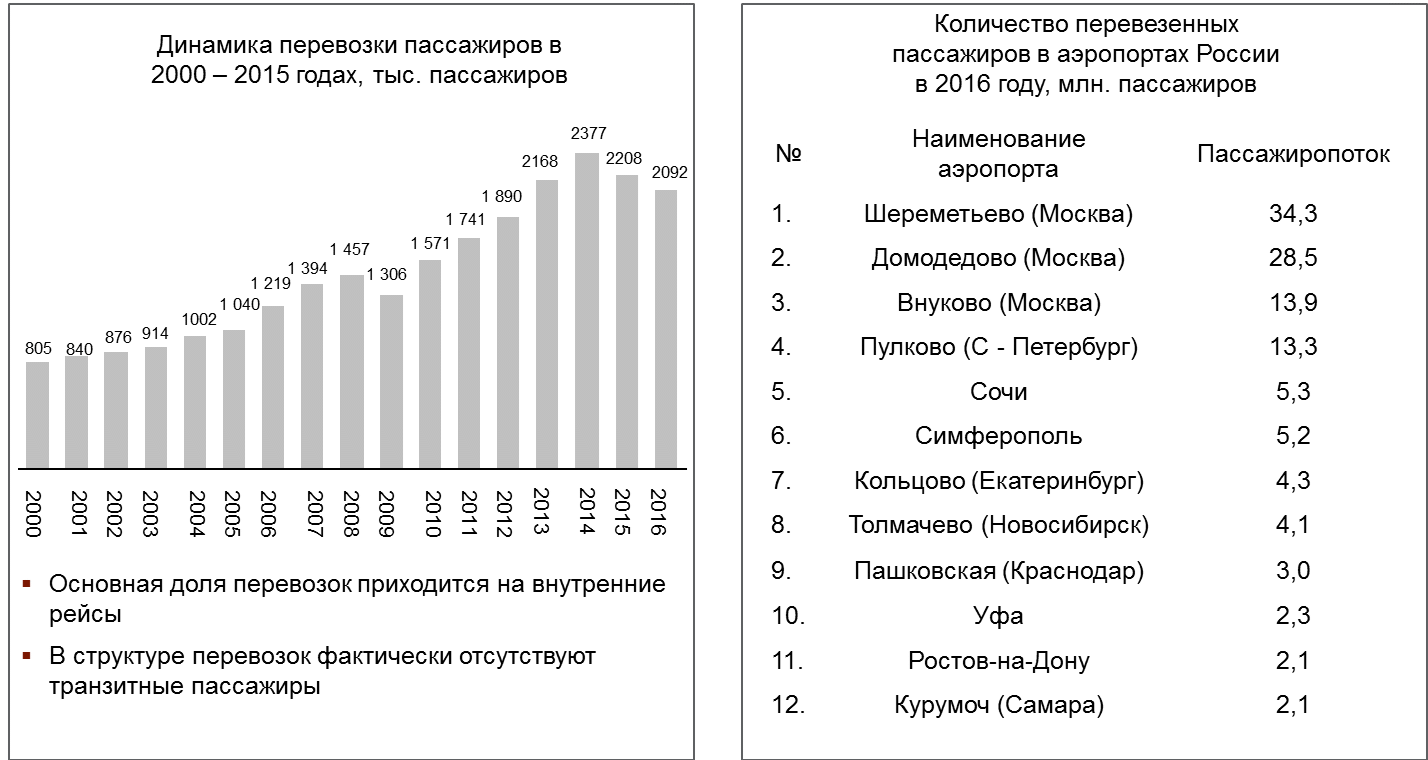 Динамика перевозки пассажиров в
2000 – 2015 годах, тыс. пассажиров
805
840
876
914
1002
1 040
1 219
1 394
1 457
1 306
1 571
1 741
1 890
2168
2377
2208
2092
2000
2001
2002
2003
2004
2005
2006
2007
2008
2009
2010
2011
2012
2013
2014
2015
2016
▪ Основная доля перевозок приходится на внутренние
рейсы
▪ В структуре перевозок фактически отсутствуют
транзитные пассажиры
Количество перевезенных
пассажиров в аэропортах России
в 2016 году, млн. пассажиров
№ Наименование аэропорта Пассажиропоток
1. Шереметьево (Москва) 34,3
2. Домодедово (Москва) 28,5
3. Внуково (Москва) 13,9
4. Пулково (С - Петербург) 13,3
5. Сочи 5,3
6. Симферополь 5,2
7. Кольцово (Екатеринбург) 4,3
8. Толмачево (Новосибирск) 4,1
9. Пашковская (Краснодар) 3,0
10. Уфа 2,3
11. Ростов-на-Дону 2,1
12. Курумоч (Самара) 2,1